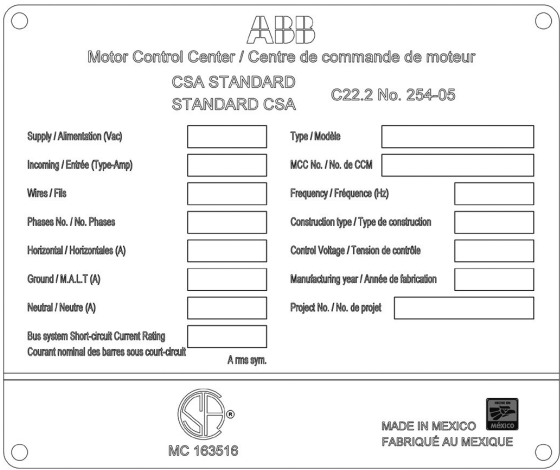 ABB
Motor Control Center / Centre de commande de moteur
CSA STANDARD
STANDARD CSA
C22.2 No. 254-05
Supply / Alimentation (Vac)
Type / Modèle
Incoming / Entrée (Type-Amp)
MCC No. / No. de CCM
Wires / Fils
Frequency / Fréquence (Hz)
Phases No. / No. Phases
Construction type / Type de construction
Horizontal / Horizontales (A)
Control Voltage / Tension de contrôle
Ground / M.A.L.T (A)
Manufacturing year / Année de fabrication
Neutral / Neutre (A)
Project No. / No. de projet
Bus system Short-circuit Current Rating
Courant nominal des barres sous court-circuit
A rms sym.
SA ®
MC 163516
HECHO EN
méxico
MADE IN MEXICO
FABRIQUÉ AU MEXIQUE